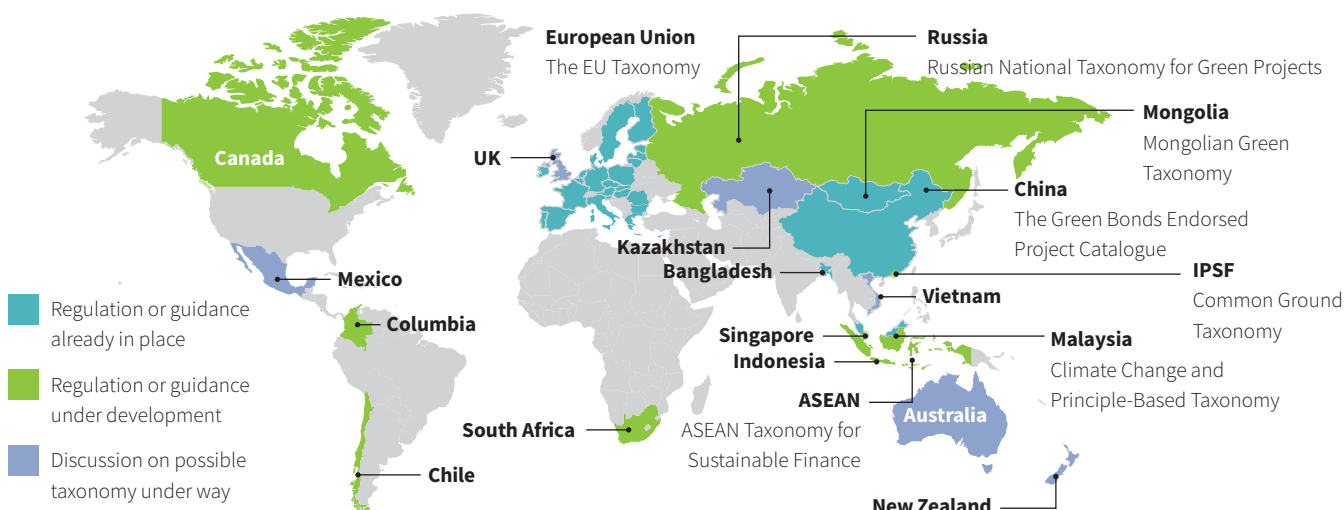 European Union
The EU Taxonomy
Russia
Russian National Taxonomy for Green Projects
Mongolia
Mongolian Green
Taxonomy
Canada
UK
China
The Green Bonds Endorsed
Project Catalogue
Kazakhstan
Bangladesh
IPSF
Common Ground
Taxonomy
Mexico
Vietnam
Columbia
Singapore
Indonesia
Malaysia
Climate Change and
Principle-Based Taxonomy
ASEAN
ASEAN Taxonomy for
Sustainable Finance
Australia
South Africa
Chile
New Zealand
Regulation or guidance
already in place
Regulation or guidance
under development
Discussion on possible
taxonomy under way